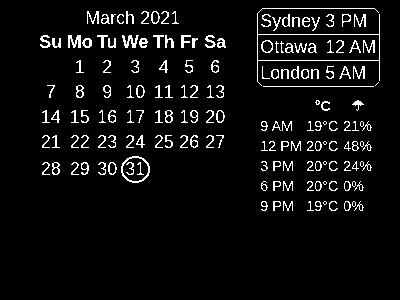 March 2021
Su Mo Tu We Th Fr Sa
1 2 3 4 5 6
7 8 9 10 11 12 13
14 15 16 17 18 19 20
21 22 23 24 25 26 27
28 29 30 31
Sydney 3 PM
Ottawa 12 AM
London 5 AM
°C
9 AM 19°C 21%
12 PM 20°C 48%
3 PM 20°C 24%
6 PM 20°C 0%
9 PM 19°C 0%